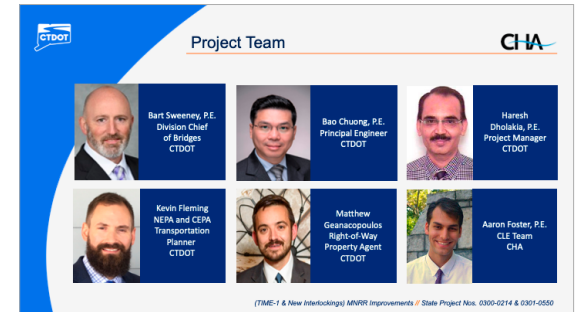 CTDOT
Project Team
CHA
Bart Sweeney, P.E.
Division Chief
of Bridges
CTDOT
Bao Chuong, P.E.
Principal Engineer
CTDOT
Haresh
Dholakia, P.E.
Project Manager
CTDOT
Kevin Fleming
NEPA and CEPA
Transportation
Planner
CTDOT
Matthew
Geanacopoulos
Right-of-Way
Property Agent
CTDOT
Aaron Foster, P.E.
CLE Team
CHA
(TIME-1 & New Interlockings) MNRR Improvements // State Project Nos. 0300-0214 & 0301-0550